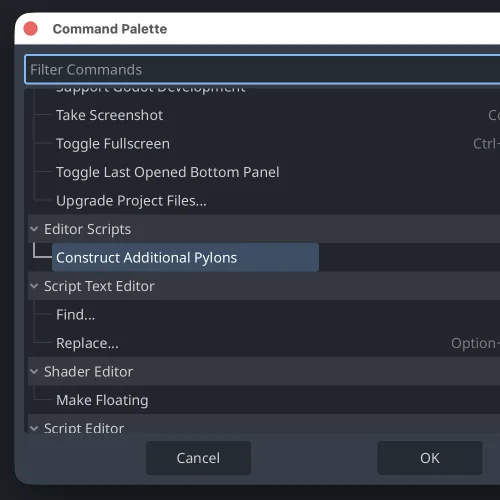 Command Palette
Filter Commands
Support Godot Development
Take Screenshot
Toggle Fullscreen Ctrl
Toggle Last Opened Bottom Panel
Upgrade Project Files...
Editor Scripts
Construct Additional Pylons
Script Text Editor
Find...
Replace... Option
Shader Editor
Make Floating
Script Editor
Cancel OK